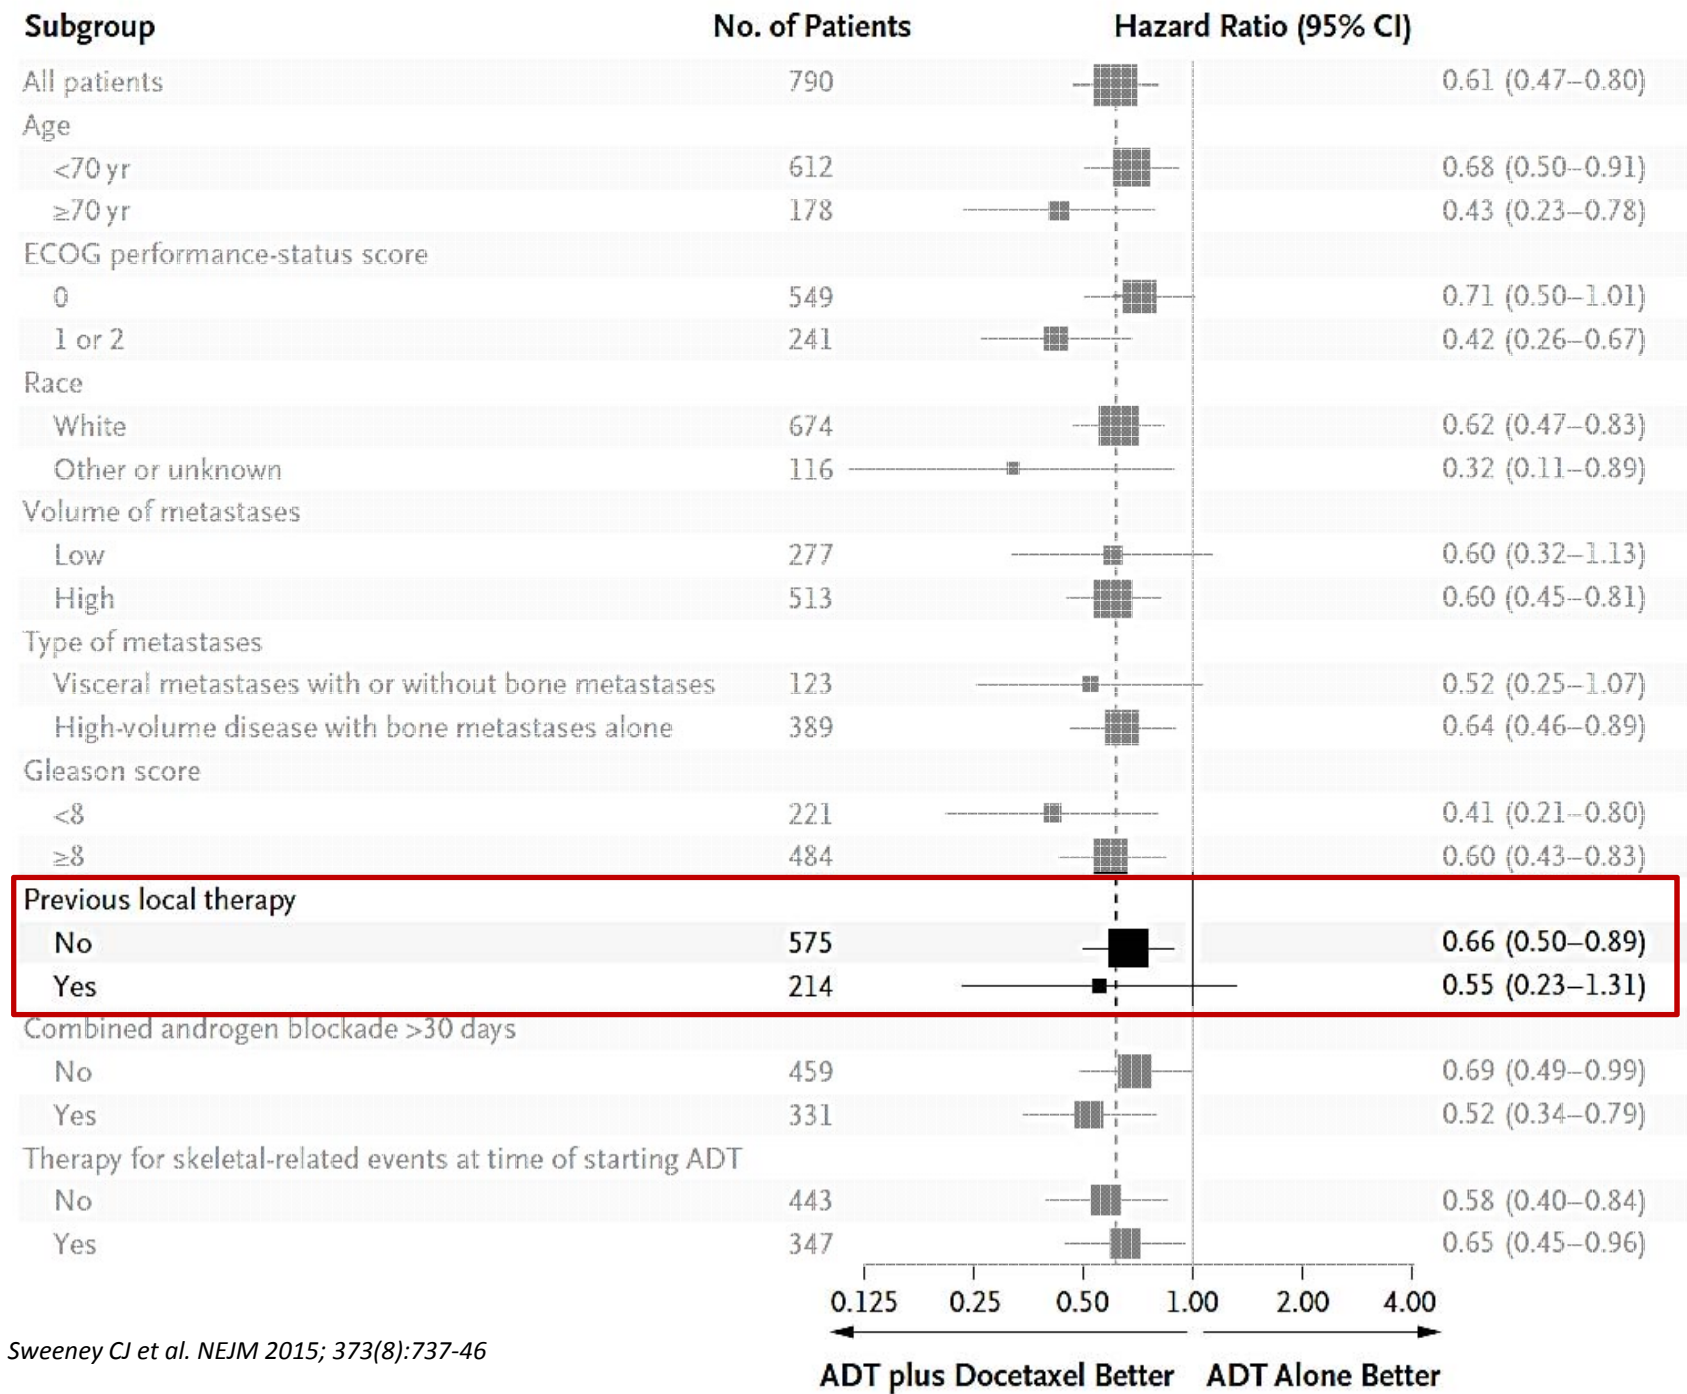 Subgroup No. of Patients Hazard Ratio (95% CI)
All patients 790 0.61 (0.47–0.80)
Age
<70 yr 612 0.68 (0.50–0.91)
≥70 yr 178 0.43 (0.23–0.78)
ECOG performance-status score
0 549 0.71 (0.50–1.01)
1 or 2 241 0.42 (0.26–0.67)
Race
White 674 0.62 (0.47–0.83)
Other or unknown 116 0.32 (0.11–0.89)
Volume of metastases
Low 277 0.60 (0.32–1.13)
High 513 0.60 (0.45–0.81)
Type of metastases
Visceral metastases with or without bone metastases 123 0.52 (0.25–1.07)
High-volume disease with bone metastases alone 389 0.64 (0.46–0.89)
Gleason score
<8 221 0.41 (0.21–0.80)
≥8 484 0.60 (0.43–0.83)
Previous local therapy
No 575 0.66 (0.50–0.89)
Yes 214 0.55 (0.23–1.31)
Combined androgen blockade >30 days
No 459 0.69 (0.49–0.99)
Yes 331 0.52 (0.34–0.79)
Therapy for skeletal-related events at time of starting ADT
No 443 0.58 (0.40–0.84)
Yes 347 0.65 (0.45–0.96)
0.125 0.25 0.50 1.00 2.00 4.00
Sweeney CJ et al. NEJM 2015; 373(8):737-46
ADT plus Docetaxel Better ADT Alone Better